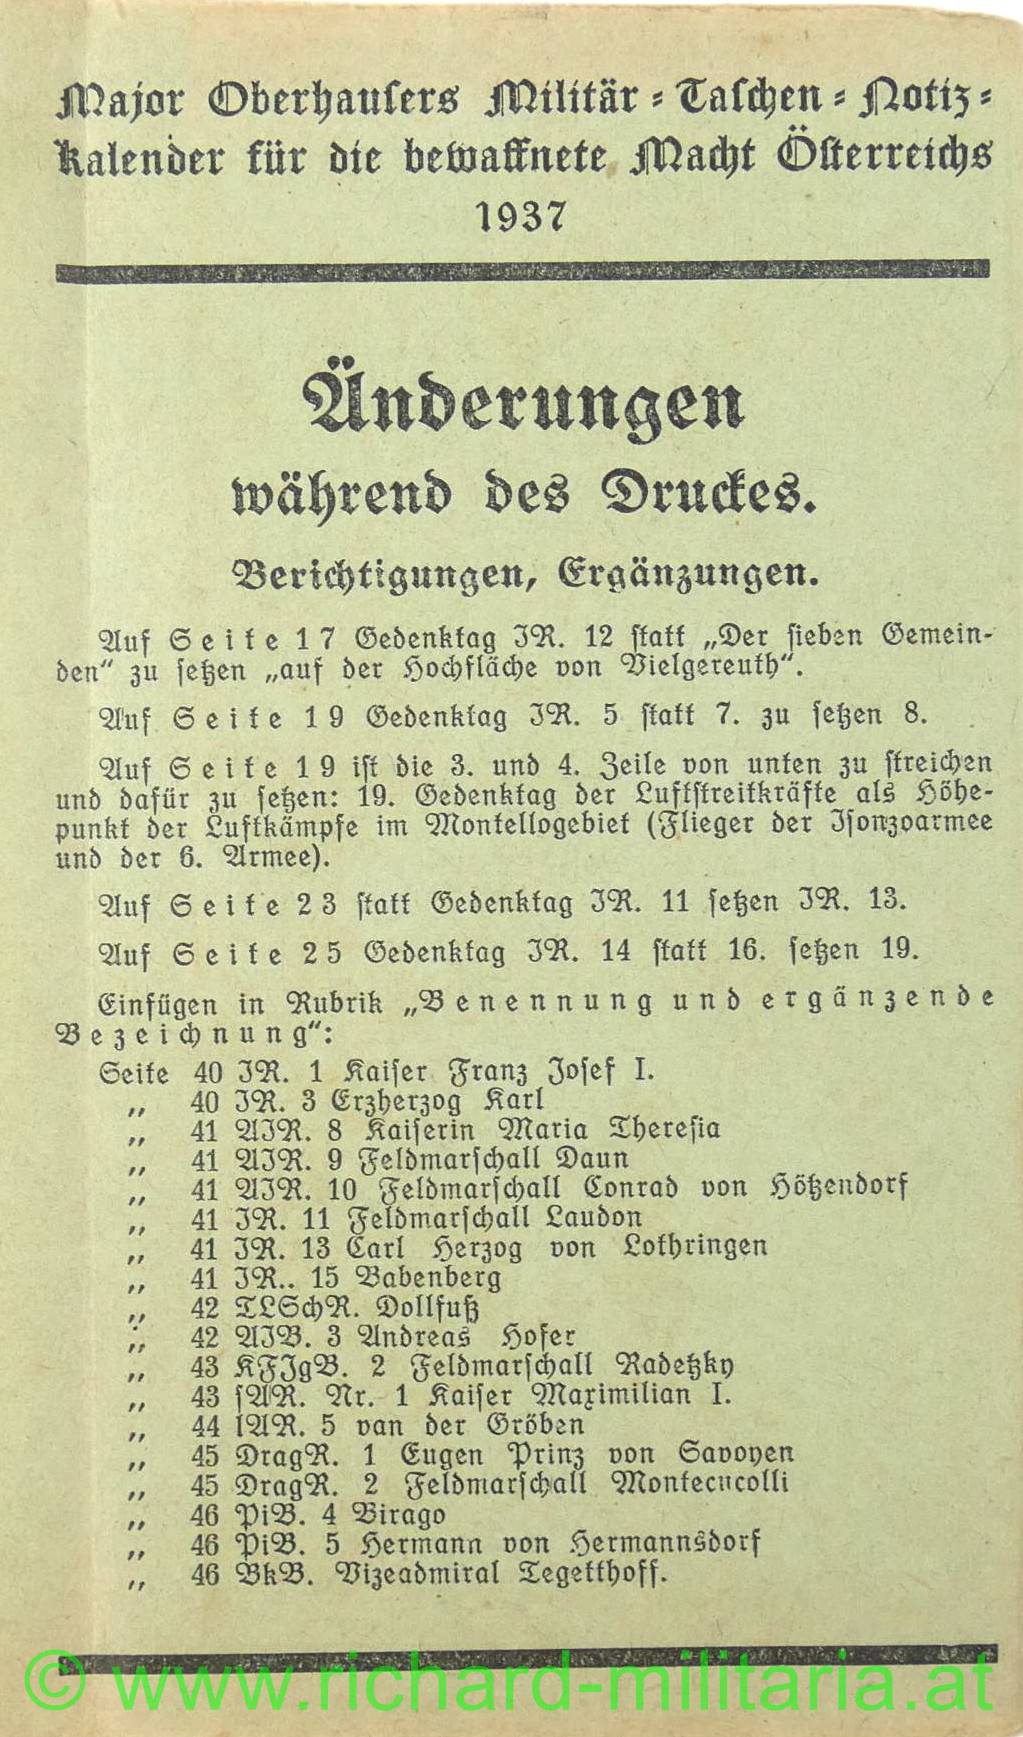 Major Oberhausers Militär-Taschen-Notiz-
kalender für die bewaffnete Macht Österreichs
1937
Änderungen
während des Druckes.
Berichtigungen, Ergänzungen.
Auf Seite 17 Gedenktag IR. 12 statt „Der sieben Gemein-
den“ zu setzen „auf der Hochfläche von Vielgereuth“.
Auf Seite 19 Gedenktag IR. 5 statt 7. zu setzen 8.
Auf Seite 19 ist die 3. und 4. Zeile von unten zu streichen
und dafür zu setzen: 19. Gedenktag der Luftstreitkräfte als Höhe-
punkt der Luftkämpfe im Montellogebiet (Flieger der Isonzoarmee
und der 6. Armee).
Auf Seite 23 statt Gedenktag IR. 11 setzen IR. 13.
Auf Seite 25 Gedenktag IR. 14 statt 16. setzen 19.
Einfügen in Rubrik „Benennung und ergänzende
Bezeichnung“:
Seite 40 IR. 1 Kaiser Franz Josef I.
„ 40 IR. 3 Erzherzog Karl
„ 41 AIR. 8 Kaiserin Maria Theresia
„ 41 AIR. 9 Feldmarschall Daun
„ 41 AIR. 10 Feldmarschall Conrad von Hötzendorf
„ 41 IR. 11 Feldmarschall Laudon
„ 41 IR. 13 Carl Herzog von Lothringen
„ 41 IR.. 15 Babenberg
„ 42 TLSchR. Dollfuß
„ 42 AIB. 3 Andreas Hofer
„ 43 KFJgB. 2 Feldmarschall Radetzky
„ 43 sAR. Nr. 1 Kaiser Maximilian I.
„ 44 lAR. 5 van der Gröben
„ 45 DragR. 1 Eugen Prinz von Savoyen
„ 45 DragR. 2 Feldmarschall Montecucolli
„ 46 PiB. 4 Birago
„ 46 PiB. 5 Hermann von Hermannsdorf
„ 46 BkB. Vizeadmiral Tegetthoff.
© www.richard-militaria.at